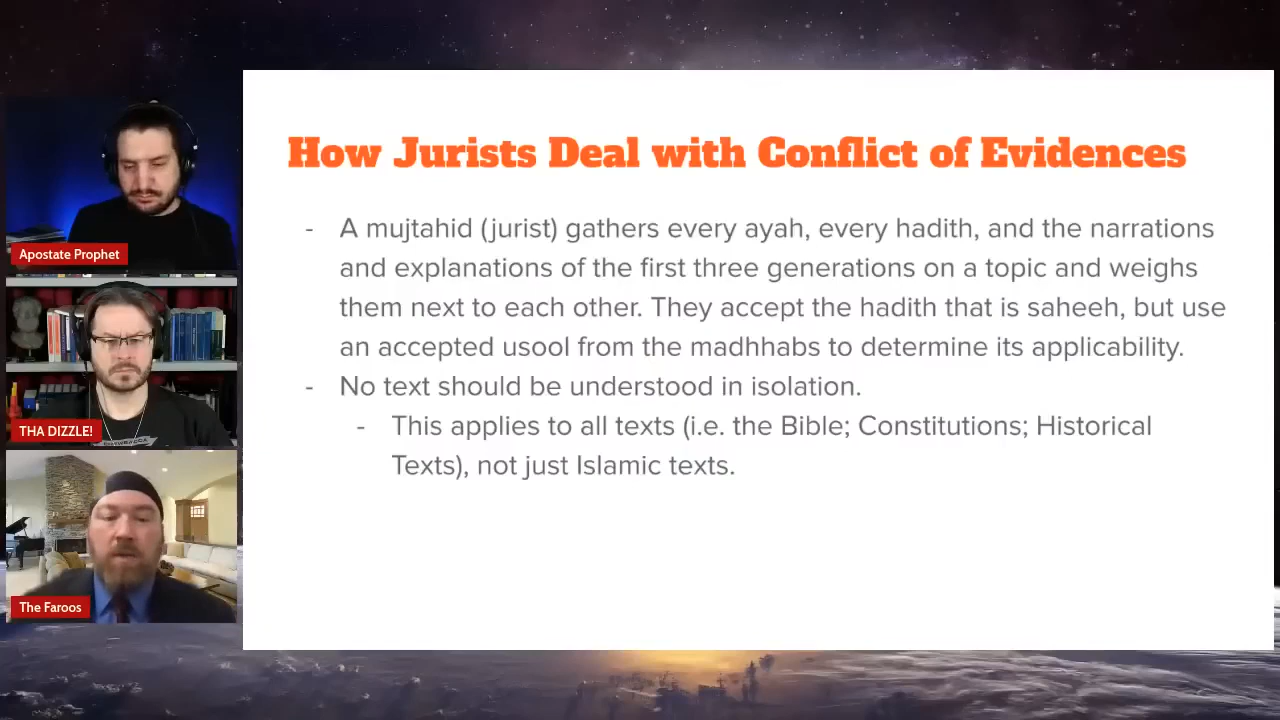 How Jurists Deal with Conflict of Evidences
- A mujtahid (jurist) gathers every ayah, every hadith, and the narrations
and explanations of the first three generations on a topic and weighs
them next to each other. They accept the hadith that is saheeh, but use
an accepted usool from the madhhabs to determine its applicability.
- No text should be understood in isolation.
- This applies to all texts (i.e. the Bible; Constitutions; Historical
Texts), not just Islamic texts.
Apostate Prophet
THA DIZZLE!
The Faroos